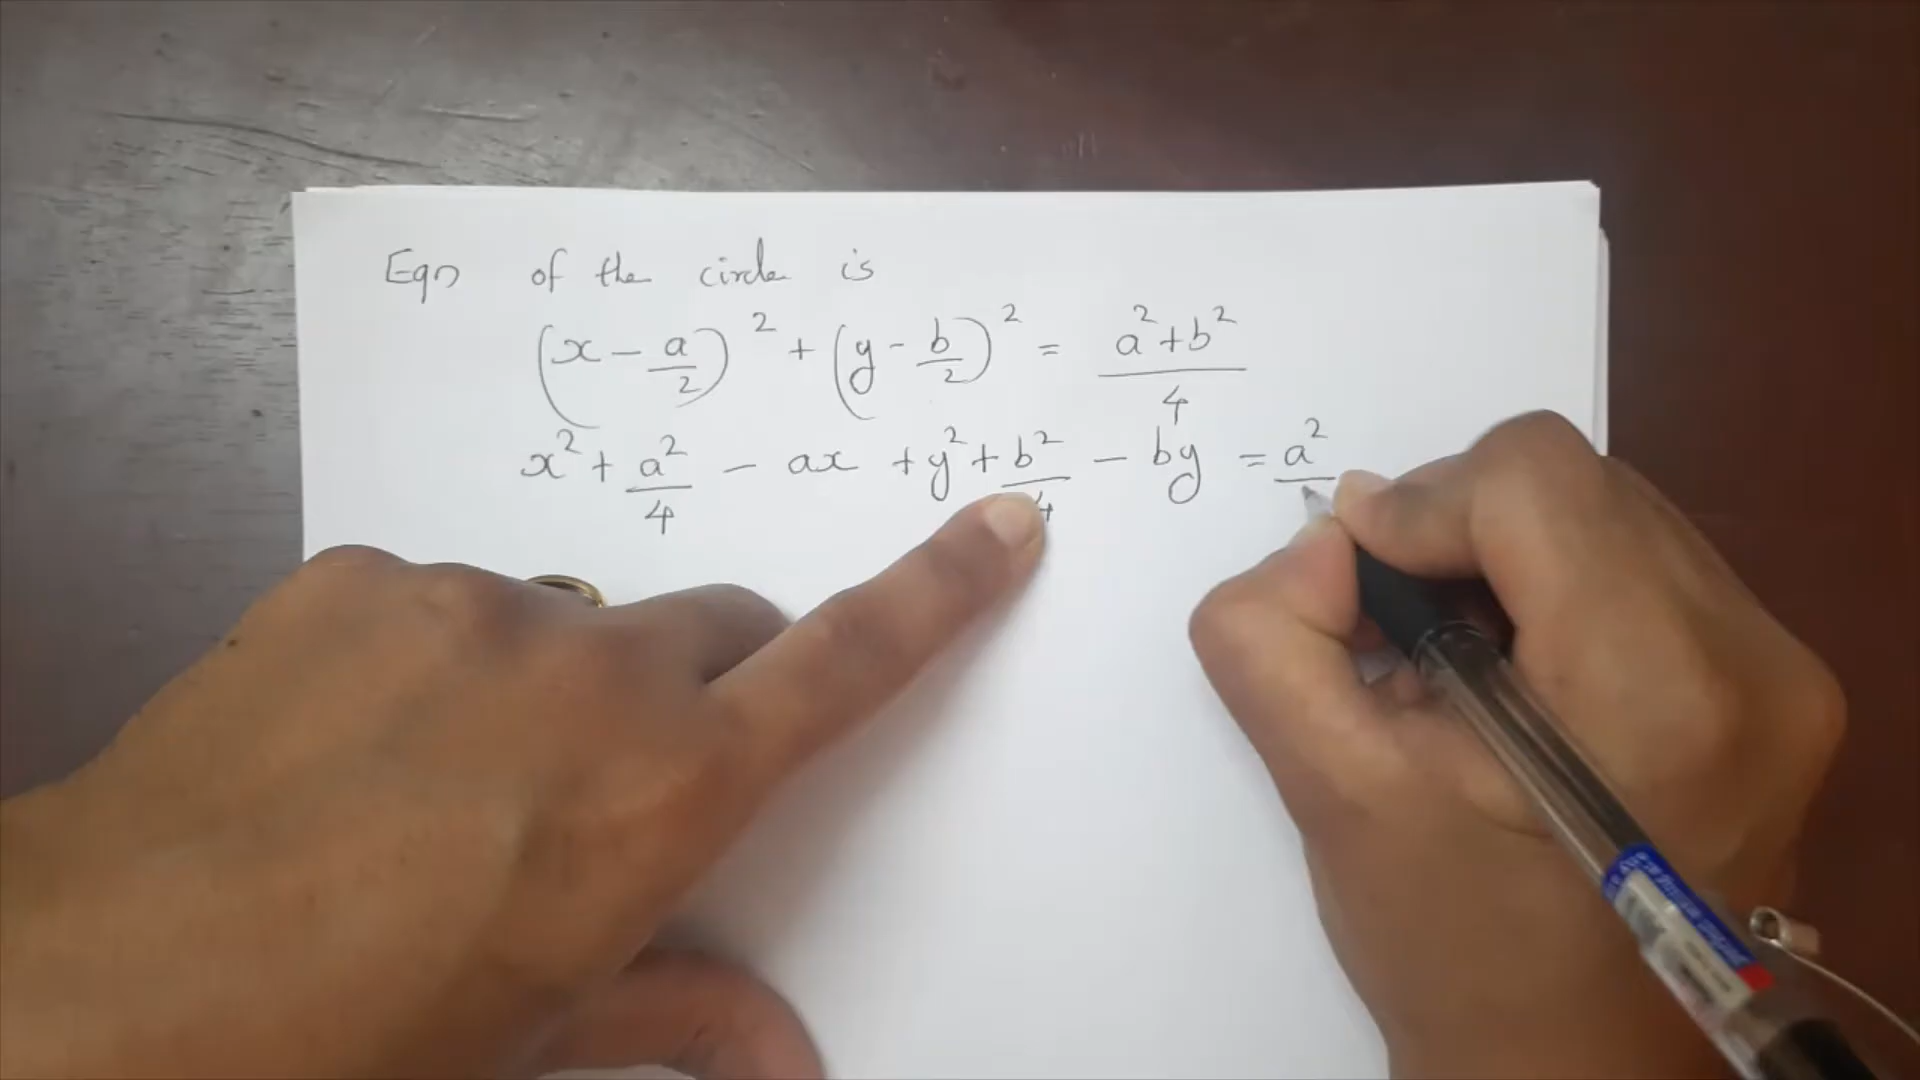 Eqn of the circle is
(x - a/2)² + (y - b/2)² = a²+b²/4
x² + a²/4 - ax + y² + b²/4 - by = a²